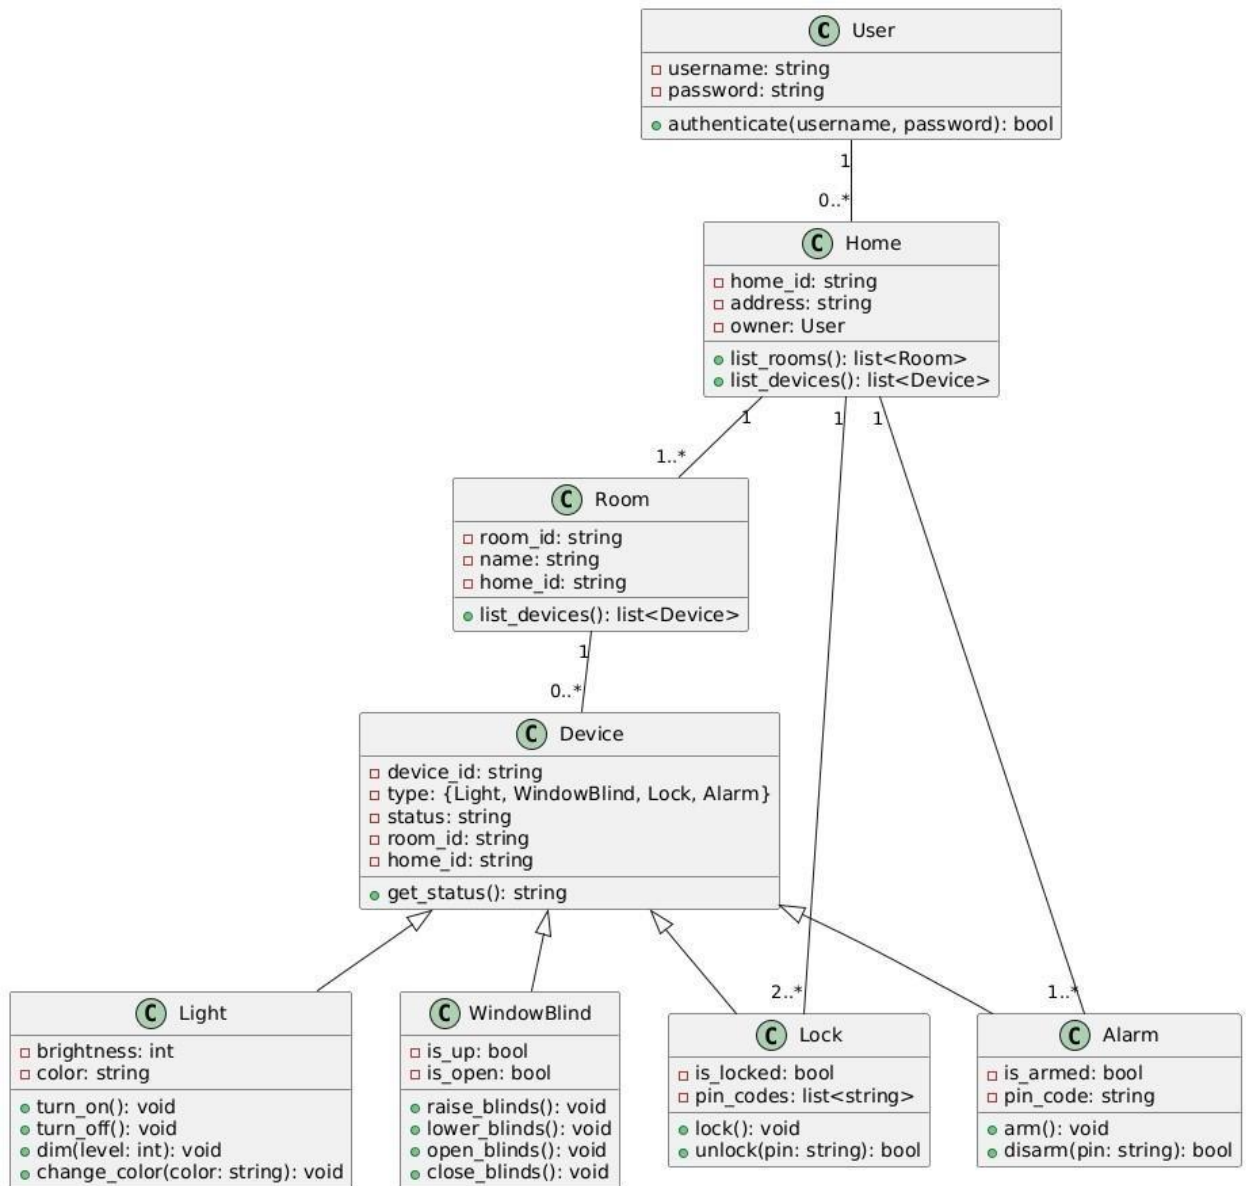 C User
username: string
password: string
authenticate(username, password): bool
1
0..*
C Home
home_id: string
address: string
owner: User
list_rooms(): list<Room>
list_devices(): list<Device>
1
1
1
1..*
C Room
room_id: string
name: string
home_id: string
list_devices(): list<Device>
1
0..*
C Device
device_id: string
type: {Light, WindowBlind, Lock, Alarm}
status: string
room_id: string
home_id: string
get_status(): string
2..*
1..*
C Light
brightness: int
color: string
turn_on(): void
turn_off(): void
dim(level: int): void
change_color(color: string): void
C WindowBlind
is_up: bool
is_open: bool
raise_blinds(): void
lower_blinds(): void
open_blinds(): void
close_blinds(): void
C Lock
is_locked: bool
pin_codes: list<string>
lock(): void
unlock(pin: string): bool
C Alarm
is_armed: bool
pin_code: string
arm(): void
disarm(pin: string): bool